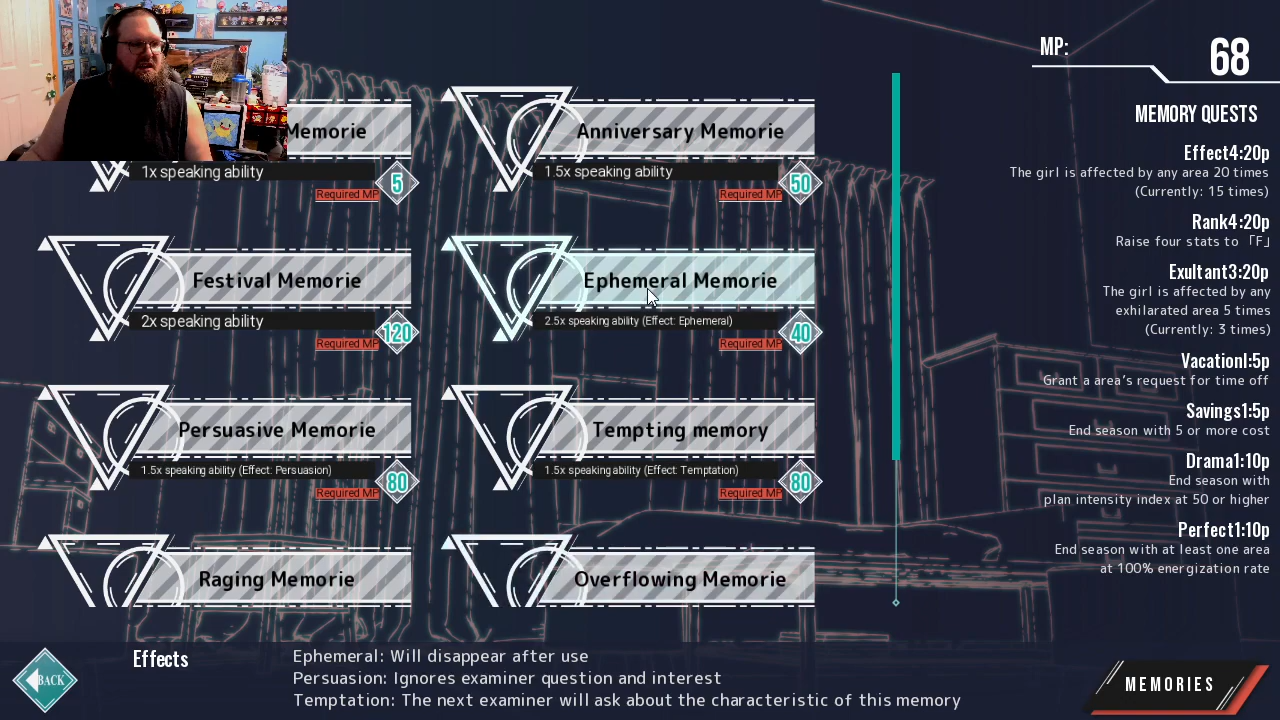 MP:
68
MEMORY QUESTS
Memorie
1x speaking ability
Required MP
5
Anniversary Memorie
1.5x speaking ability
Required MP
50
Festival Memorie
2x speaking ability
Required MP
120
Ephemeral Memorie
2.5x speaking ability (Effect: Ephemeral)
Required MP
40
Persuasive Memorie
1.5x speaking ability (Effect: Persuasion)
Required MP
80
Tempting memory
1.5x speaking ability (Effect: Temptation)
Required MP
80
Raging Memorie
Overflowing Memorie
Effect4:20p
The girl is affected by any area 20 times
(Currently: 15 times)
Rank4:20p
Raise four stats to 「F」
Exultant3:20p
The girl is affected by any
exhilarated area 5 times
(Currently: 3 times)
Vacation1:5p
Grant a area's request for time off
Savings1:5p
End season with 5 or more cost
Drama1:10p
End season with
plan intensity index at 50 or higher
Perfect1:10p
End season with at least one area
at 100% energization rate
BACK
Effects
Ephemeral: Will disappear after use
Persuasion: Ignores examiner question and interest
Temptation: The next examiner will ask about the characteristic of this memory
MEMORIES